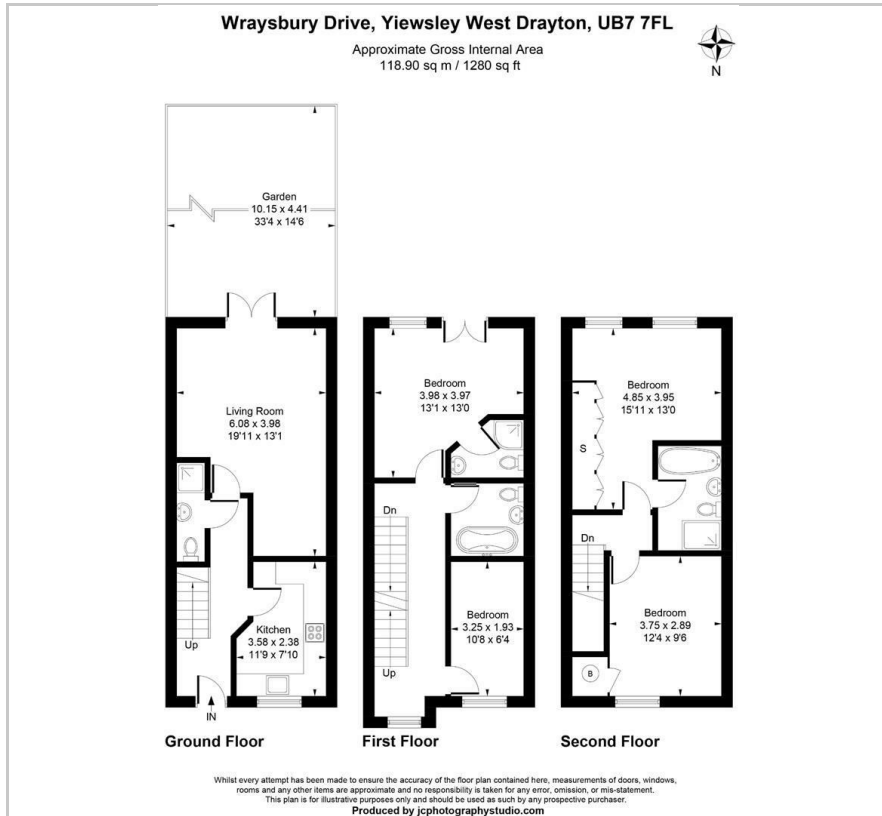 Wraysbury Drive, Yiewsley West Drayton, UB7 7FL
Approximate Gross Internal Area
118.90 sq m / 1280 sq ft
N
Garden
10.15 x 4.41
33'4 x 14'6
Living Room
6.08 x 3.98
19'11 x 13'1
Up
Kitchen
3.58 x 2.38
11'9 x 7'10
IN
Ground Floor
Bedroom
3.98 x 3.97
13'1 x 13'0
Dn
Bedroom
3.25 x 1.93
10'8 x 6'4
Up
First Floor
Bedroom
4.85 x 3.95
15'11 x 13'0
S
Dn
Bedroom
3.75 x 2.89
12'4 x 9'6
B
Second Floor
Whilst every attempt has been made to ensure the accuracy of the floor plan contained here, measurements of doors, windows,
rooms and any other items are approximate and no responsibility is taken for any error, omission, or mis-statement.
This plan is for illustrative purposes only and should be used as such by any prospective purchaser.
Produced by jcphotographystudio.com